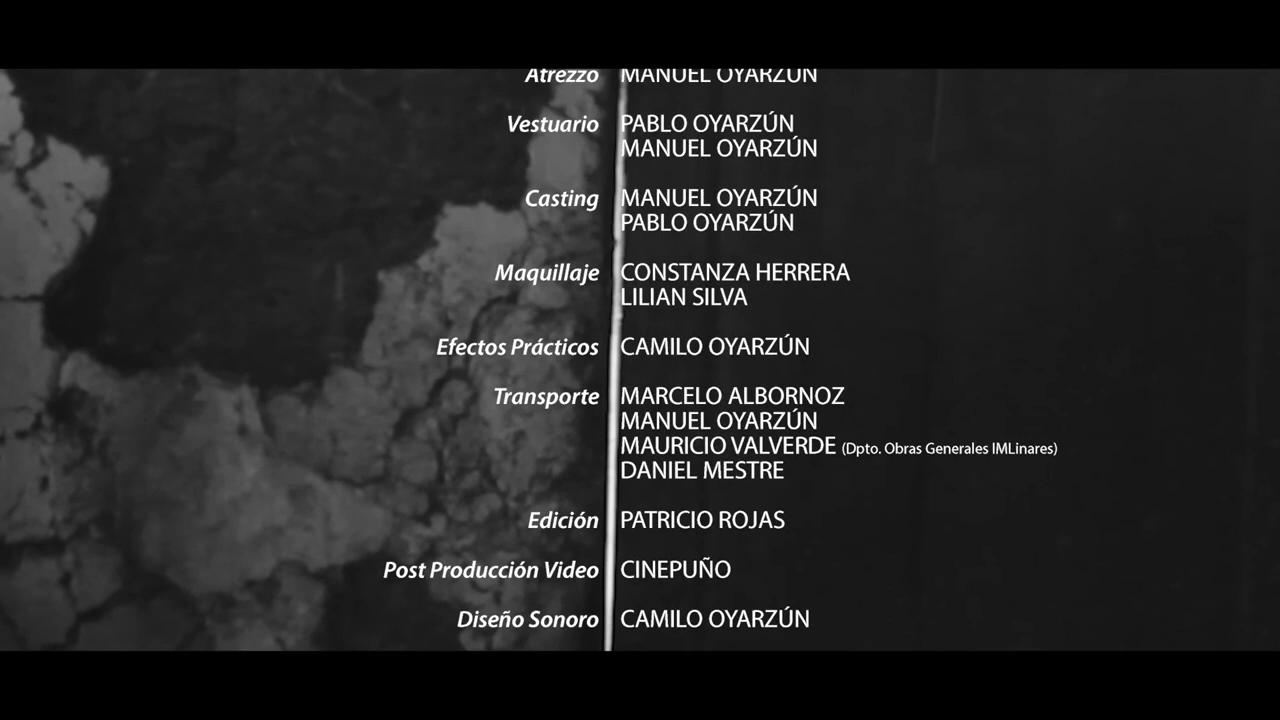 Atrezzo MANUEL OYARZÚN
Vestuario PABLO OYARZÚN
MANUEL OYARZÚN
Casting MANUEL OYARZÚN
PABLO OYARZÚN
Maquillaje CONSTANZA HERRERA
LILIAN SILVA
Efectos Prácticos CAMILO OYARZÚN
Transporte MARCELO ALBORNOZ
MANUEL OYARZÚN
MAURICIO VALVERDE (Dpto. Obras Generales IMLinares)
DANIEL MESTRE
Edición PATRICIO ROJAS
Post Producción Video CINEPUÑO
Diseño Sonoro CAMILO OYARZÚN